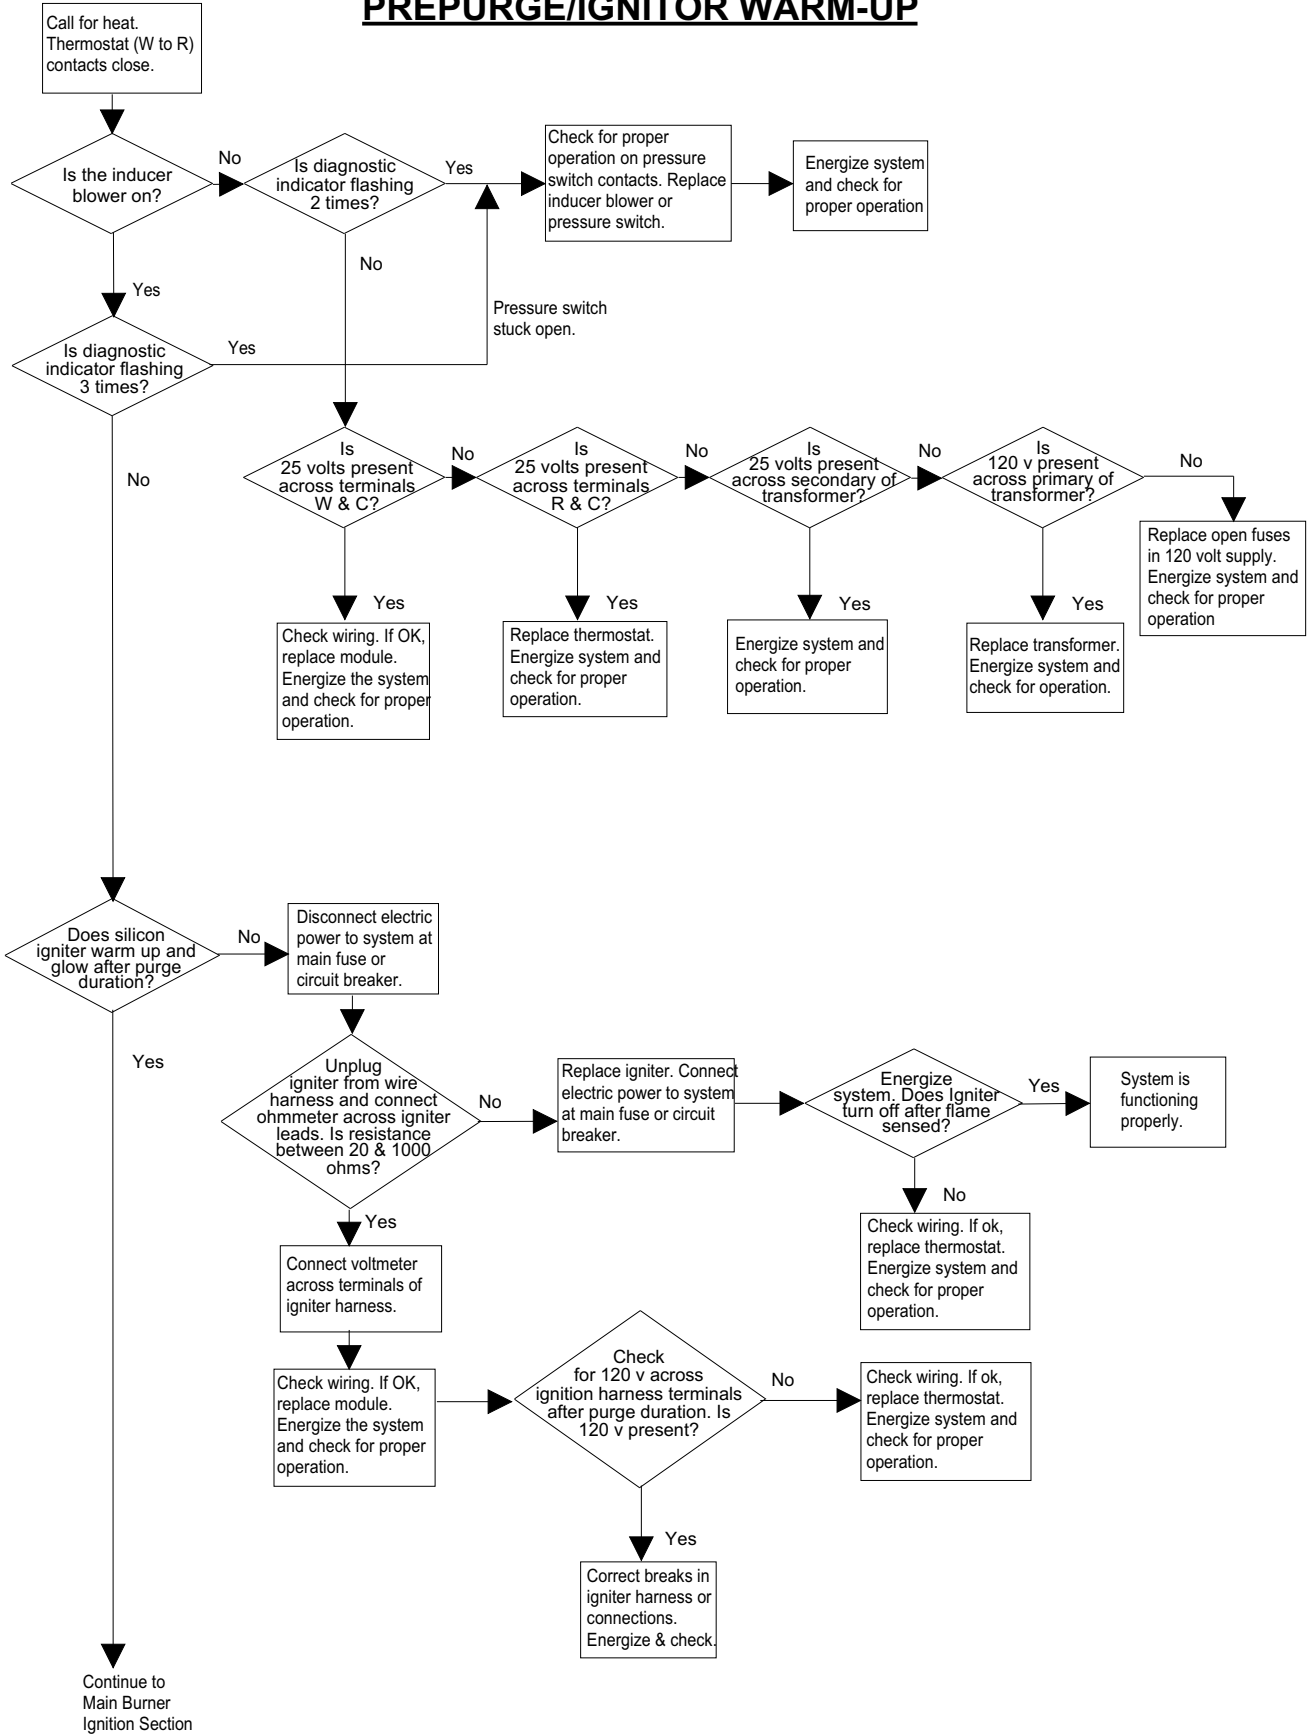 PREPURGE/IGNITOR WARM-UP
Call for heat.
Thermostat (W to R)
contacts close.
Is the inducer
blower on?
No
Is diagnostic
indicator flashing
2 times?
Yes
Check for proper
operation on pressure
switch contacts. Replace
inducer blower or
pressure switch.
Energize system
and check for
proper operation
No
Yes
Pressure switch
stuck open.
Is diagnostic
indicator flashing
3 times?
Yes
No
Is
25 volts present
across terminals
W & C?
No
Is
25 volts present
across terminals
R & C?
No
Is
25 volts present
across secondary of
transformer?
No
Is
120 v present
across primary of
transformer?
No
Replace open fuses
in 120 volt supply.
Energize system and
check for proper
operation
Yes
Yes
Yes
Yes
Check wiring. If OK,
replace module.
Energize the system
and check for proper
operation.
Replace thermostat.
Energize system and
check for proper
operation.
Energize system and
check for proper
operation.
Replace transformer.
Energize system and
check for operation.
Does silicon
igniter warm up and
glow after purge
duration?
No
Disconnect electric
power to system at
main fuse or
circuit breaker.
Yes
Unplug
igniter from wire
harness and connect
ohmmeter across igniter
leads. Is resistance
between 20 & 1000
ohms?
No
Replace igniter. Connect
electric power to system
at main fuse or circuit
breaker.
Energize
system. Does Igniter
turn off after flame
sensed?
Yes
System is
functioning
properly.
No
Check wiring. If ok,
replace thermostat.
Energize system and
check for proper
operation.
Yes
Connect voltmeter
across terminals of
igniter harness.
Check wiring. If OK,
replace module.
Energize the system
and check for proper
operation.
Check
for 120 v across
ignition harness terminals
after purge duration. Is
120 v present?
No
Check wiring. If ok,
replace thermostat.
Energize system and
check for proper
operation.
Yes
Correct breaks in
igniter harness or
connections.
Energize & check.
Continue to
Main Burner
Ignition Section